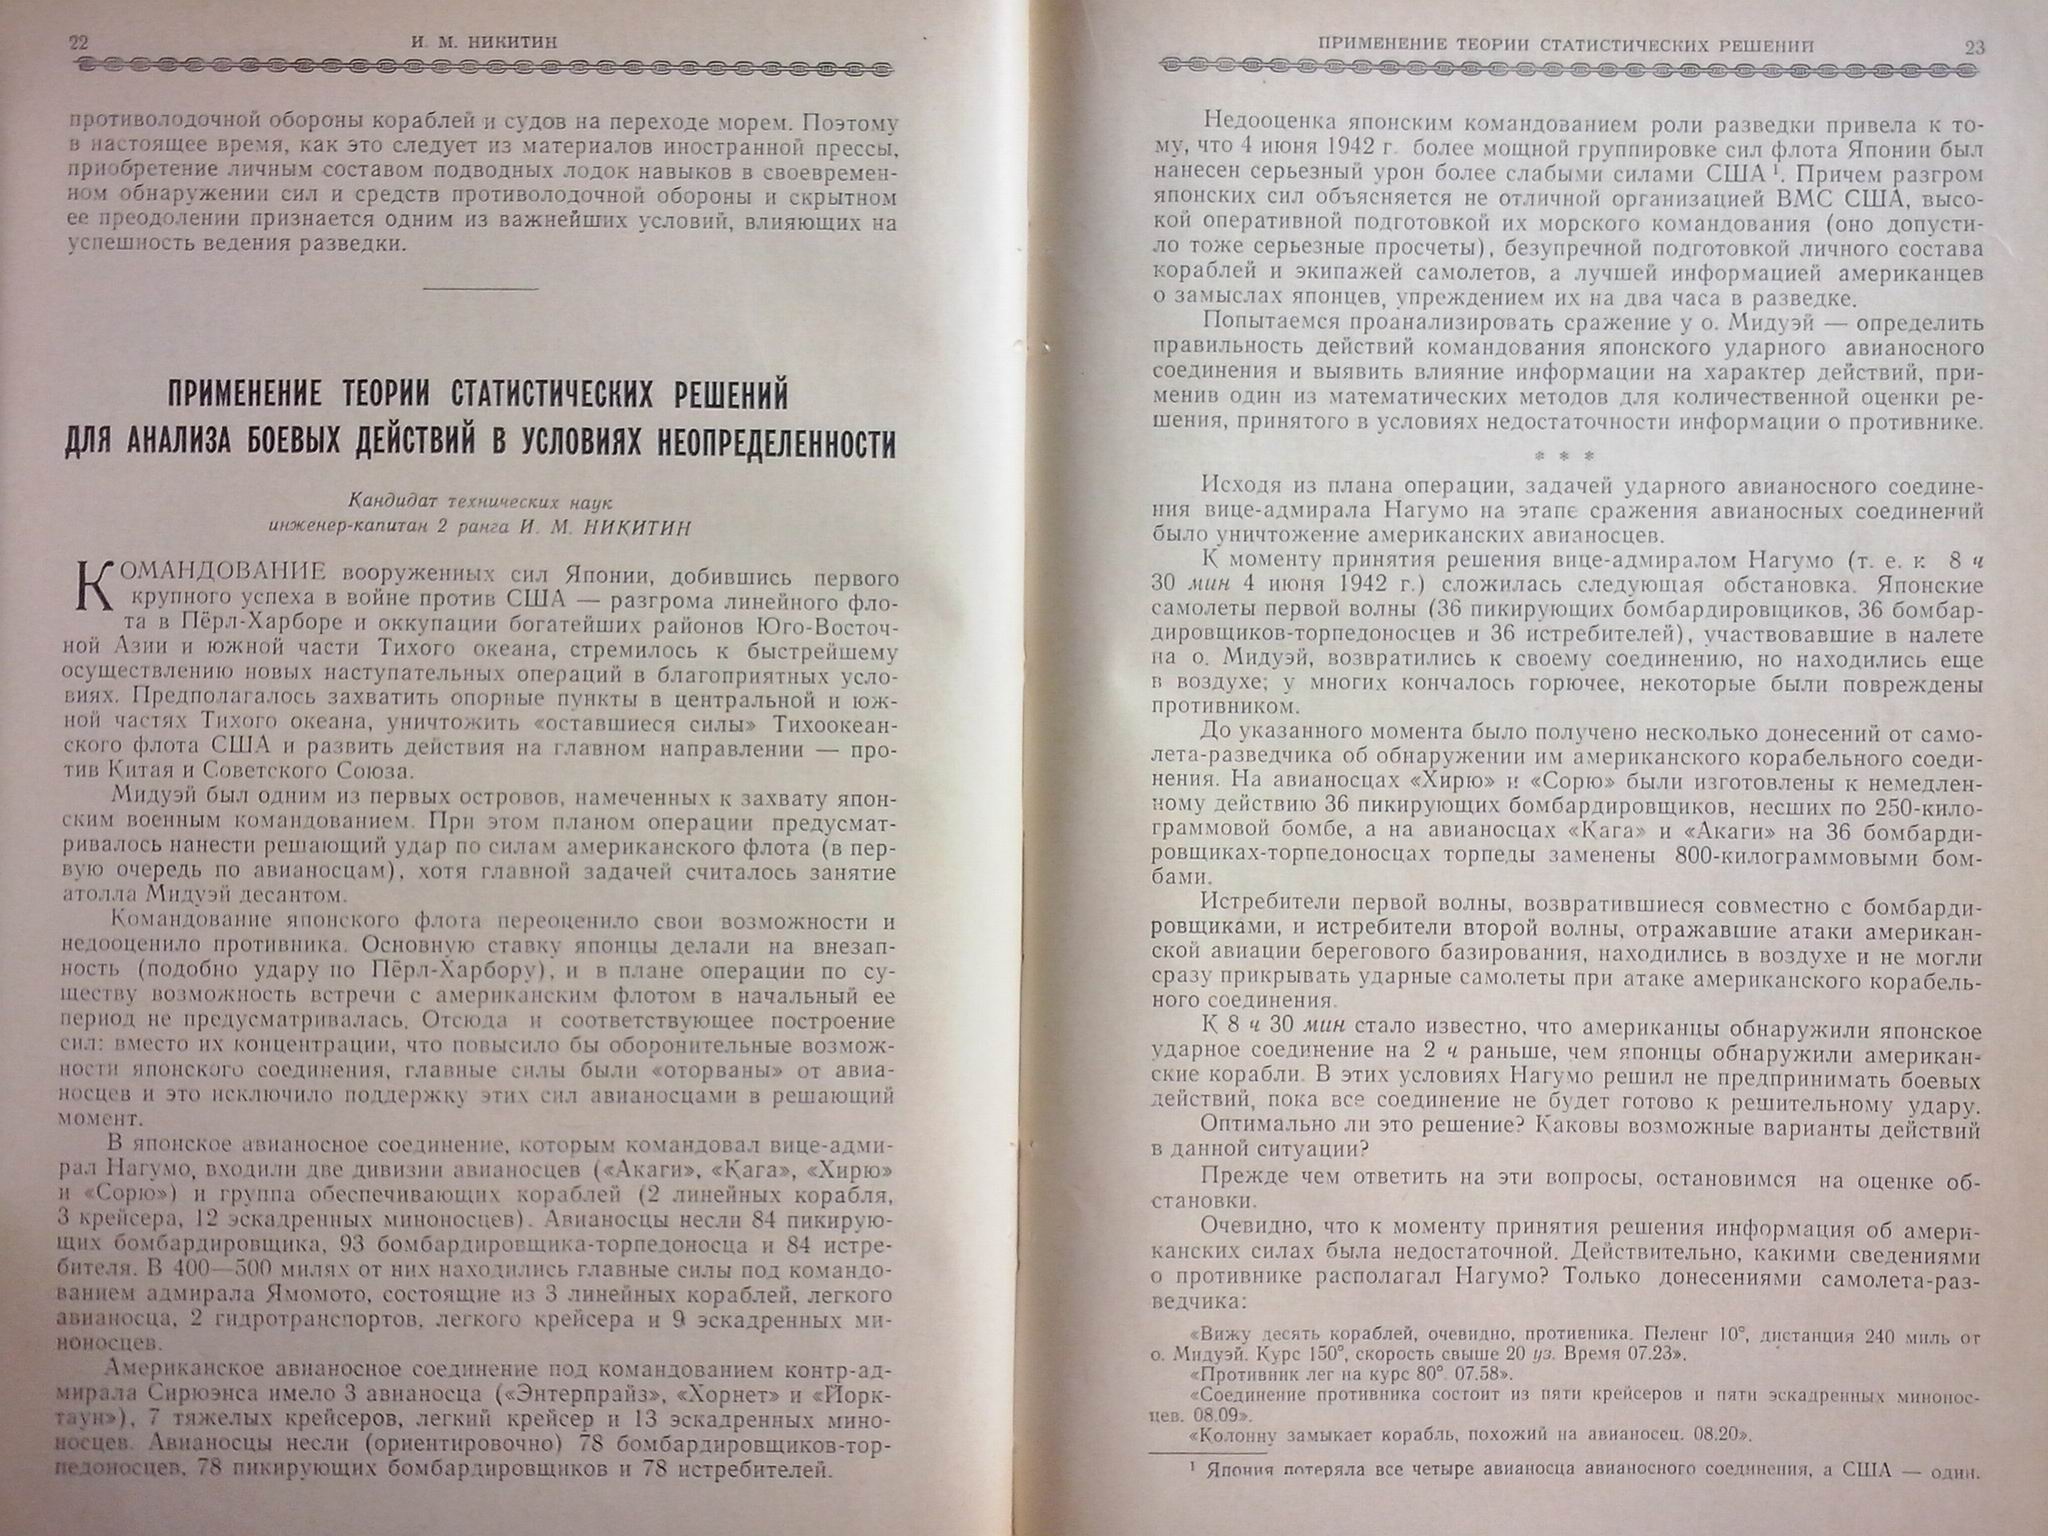 22
И. М. НИКИТИН
противолодочной обороны кораблей и судов на переходе морем. Поэтому
в настоящее время, как это следует из материалов иностранной прессы,
приобретение личным составом подводных лодок навыков в своевремен-
ном обнаружении сил и средств противолодочной обороны и скрытном
ее преодолении признается одним из важнейших условий, влияющих на
успешность ведения разведки.
ПРИМЕНЕНИЕ ТЕОРИИ СТАТИСТИЧЕСКИХ РЕШЕНИЙ
ДЛЯ АНАЛИЗА БОЕВЫХ ДЕЙСТВИЙ В УСЛОВИЯХ НЕОПРЕДЕЛЕННОСТИ
Кандидат технических наук
инженер-капитан 2 ранга И. М. НИКИТИН
КОМАНДОВАНИЕ вооруженных сил Японии, добившись первого
крупного успеха в войне против США — разгрома линейного фло-
та в Пёрл-Харборе и оккупации богатейших районов Юго-Восточ-
ной Азии и южной части Тихого океана, стремилось к быстрейшему
осуществлению новых наступательных операций в благоприятных усло-
виях. Предполагалось захватить опорные пункты в центральной и юж-
ной частях Тихого океана, уничтожить «оставшиеся силы» Тихоокеан-
ского флота США и развить действия на главном направлении — про-
тив Китая и Советского Союза.
Мидуэй был одним из первых островов, намеченных к захвату япон-
ским военным командованием. При этом планом операции предусмат-
ривалось нанести решающий удар по силам американского флота (в пер-
вую очередь по авианосцам), хотя главной задачей считалось занятие
атолла Мидуэй десантом.
Командование японского флота переоценило свои возможности и
недооценило противника. Основную ставку японцы делали на внезап-
ность (подобно удару по Пёрл-Харбору), и в плане операции по су-
ществу возможность встречи с американским флотом в начальный ее
период не предусматривалась. Отсюда и соответствующее построение
сил: вместо их концентрации, что повысило бы оборонительные возмож-
ности японского соединения, главные силы были «оторваны» от авиа-
носцев и это исключило поддержку этих сил авианосцами в решающий
момент.
В японское авианосное соединение, которым командовал вице-адми-
рал Нагумо, входили две дивизии авианосцев («Акаги», «Кага», «Хирю»
и «Сорю») и группа обеспечивающих кораблей (2 линейных корабля,
3 крейсера, 12 эскадренных миноносцев). Авианосцы несли 84 пикирую-
щих бомбардировщика, 93 бомбардировщика-торпедоносца и 84 истре-
бителя. В 400—500 милях от них находились главные силы под командо-
ванием адмирала Ямомото, состоящие из 3 линейных кораблей, легкого
авианосца, 2 гидротранспортов, легкого крейсера и 9 эскадренных ми-
ноносцев.
Американское авианосное соединение под командованием контр-ад-
мирала Сирюэнса имело 3 авианосца («Энтерпрайз», «Хорнет» и «Йорк-
таун»), 7 тяжелых крейсеров, легкий крейсер и 13 эскадренных мино-
носцев. Авианосцы несли (ориентировочно) 78 бомбардировщиков-тор-
педоносцев, 78 пикирующих бомбардировщиков и 78 истребителей.
ПРИМЕНЕНИЕ ТЕОРИИ СТАТИСТИЧЕСКИХ РЕШЕНИЙ
23
Недооценка японским командованием роли разведки привела к то-
му, что 4 июня 1942 г. более мощной группировке сил флота Японии был
нанесен серьезный урон более слабыми силами США ¹. Причем разгром
японских сил объясняется не отличной организацией ВМС США, высо-
кой оперативной подготовкой их морского командования (оно допусти-
ло тоже серьезные просчеты), безупречной подготовкой личного состава
кораблей и экипажей самолетов, а лучшей информацией американцев
о замыслах японцев, упреждением их на два часа в разведке.
Попытаемся проанализировать сражение у о. Мидуэй — определить
правильность действий командования японского ударного авианосного
соединения и выявить влияние информации на характер действий, при-
менив один из математических методов для количественной оценки ре-
шения, принятого в условиях недостаточности информации о противнике.
* * *
Исходя из плана операции, задачей ударного авианосного соедине-
ния вице-адмирала Нагумо на этапе сражения авианосных соединений
было уничтожение американских авианосцев.
К моменту принятия решения вице-адмиралом Нагумо (т. е. к 8 ч
30 мин 4 июня 1942 г.) сложилась следующая обстановка. Японские
самолеты первой волны (36 пикирующих бомбардировщиков, 36 бомбар-
дировщиков-торпедоносцев и 36 истребителей), участвовавшие в налете
на о. Мидуэй, возвратились к своему соединению, но находились еще
в воздухе; у многих кончалось горючее, некоторые были повреждены
противником.
До указанного момента было получено несколько донесений от само-
лета-разведчика об обнаружении им американского корабельного соеди-
нения. На авианосцах «Хирю» и «Сорю» были изготовлены к немедлен-
ному действию 36 пикирующих бомбардировщиков, несших по 250-кило-
граммовой бомбе, а на авианосцах «Кага» и «Акаги» на 36 бомбарди-
ровщиках-торпедоносцах торпеды заменены 800-килограммовыми бом-
бами.
Истребители первой волны, возвратившиеся совместно с бомбарди-
ровщиками, и истребители второй волны, отражавшие атаки американ-
ской авиации берегового базирования, находились в воздухе и не могли
сразу прикрывать ударные самолеты при атаке американского корабель-
ного соединения.
К 8 ч 30 мин стало известно, что американцы обнаружили японское
ударное соединение на 2 ч раньше, чем японцы обнаружили американ-
ские корабли. В этих условиях Нагумо решил не предпринимать боевых
действий, пока все соединение не будет готово к решительному удару.
Оптимально ли это решение? Каковы возможные варианты действий
в данной ситуации?
Прежде чем ответить на эти вопросы, остановимся на оценке об-
становки.
Очевидно, что к моменту принятия решения информация об амери-
канских силах была недостаточной. Действительно, какими сведениями
о противнике располагал Нагумо? Только донесениями самолета-раз-
ведчика:
«Вижу десять кораблей, очевидно, противника. Пеленг 10°, дистанция 240 миль от
о. Мидуэй. Курс 150°, скорость свыше 20 уз. Время 07.23».
«Противник лег на курс 80°. 07.58».
«Соединение противника состоит из пяти крейсеров и пяти эскадренных миноно­с-
цев. 08.09».
«Колонну замыкает корабль, похожий на авианосец. 08.20».
¹ Япония потеряла все четыре авианосца авианосного соединения, а США — один.